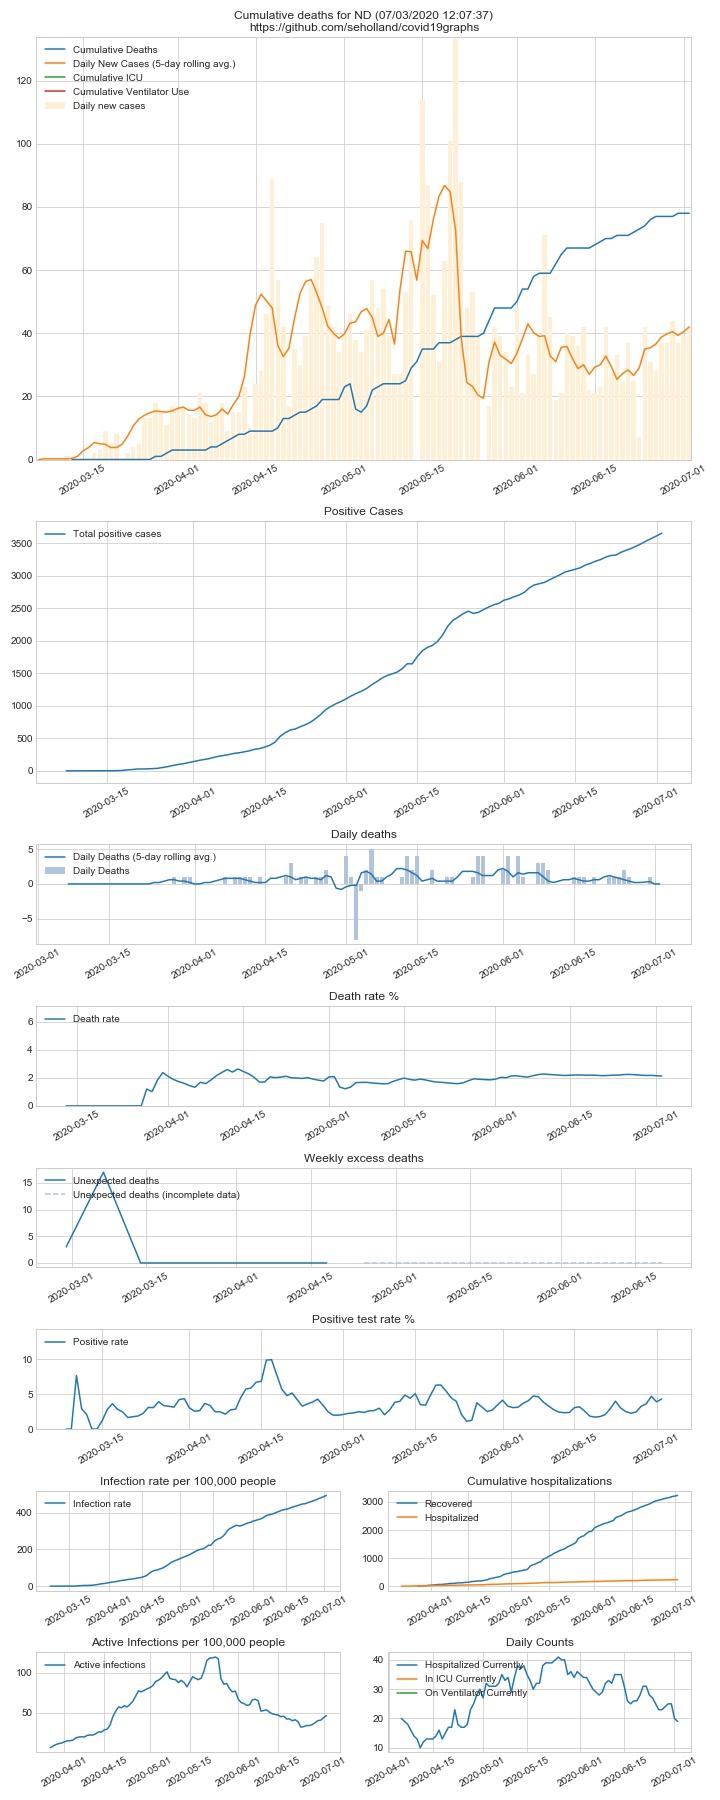 Cumulative deaths for ND (07/03/2020 12:07:37)
https://github.com/seholland/covid19graphs
Cumulative Deaths
Daily New Cases (5-day rolling avg.)
Cumulative ICU
Cumulative Ventilator Use
Daily new cases
120
100
80
60
40
20
0
2020-03-15 2020-04-01 2020-04-15 2020-05-01 2020-05-15 2020-06-01 2020-06-15 2020-07-01
Positive Cases
Total positive cases
3500
3000
2500
2000
1500
1000
500
0
2020-03-15 2020-04-01 2020-04-15 2020-05-01 2020-05-15 2020-06-01 2020-06-15 2020-07-01
Daily deaths
Daily Deaths (5-day rolling avg.)
Daily Deaths
5
0
−5
2020-03-01 2020-03-15 2020-04-01 2020-04-15 2020-05-01 2020-05-15 2020-06-01 2020-06-15 2020-07-01
Death rate %
Death rate
6
4
2
0
2020-03-15 2020-04-01 2020-04-15 2020-05-01 2020-05-15 2020-06-01 2020-06-15 2020-07-01
Weekly excess deaths
Unexpected deaths
Unexpected deaths (incomplete data)
15
10
5
0
2020-03-01 2020-03-15 2020-04-01 2020-04-15 2020-05-01 2020-05-15 2020-06-01 2020-06-15
Positive test rate %
Positive rate
10
5
0
2020-03-15 2020-04-01 2020-04-15 2020-05-01 2020-05-15 2020-06-01 2020-06-15 2020-07-01
Infection rate per 100,000 people
Infection rate
400
200
0
2020-03-15 2020-04-01 2020-04-15 2020-05-01 2020-05-15 2020-06-01 2020-06-15 2020-07-01
Cumulative hospitalizations
Recovered
Hospitalized
3000
2000
1000
0
2020-04-01 2020-04-15 2020-05-01 2020-05-15 2020-06-01 2020-06-15 2020-07-01
Active Infections per 100,000 people
Active infections
100
50
2020-04-01 2020-04-15 2020-05-01 2020-05-15 2020-06-01 2020-06-15 2020-07-01
Daily Counts
Hospitalized Currently
In ICU Currently
On Ventilator Currently
40
30
20
10
2020-04-01 2020-04-15 2020-05-01 2020-05-15 2020-06-01 2020-06-15 2020-07-01